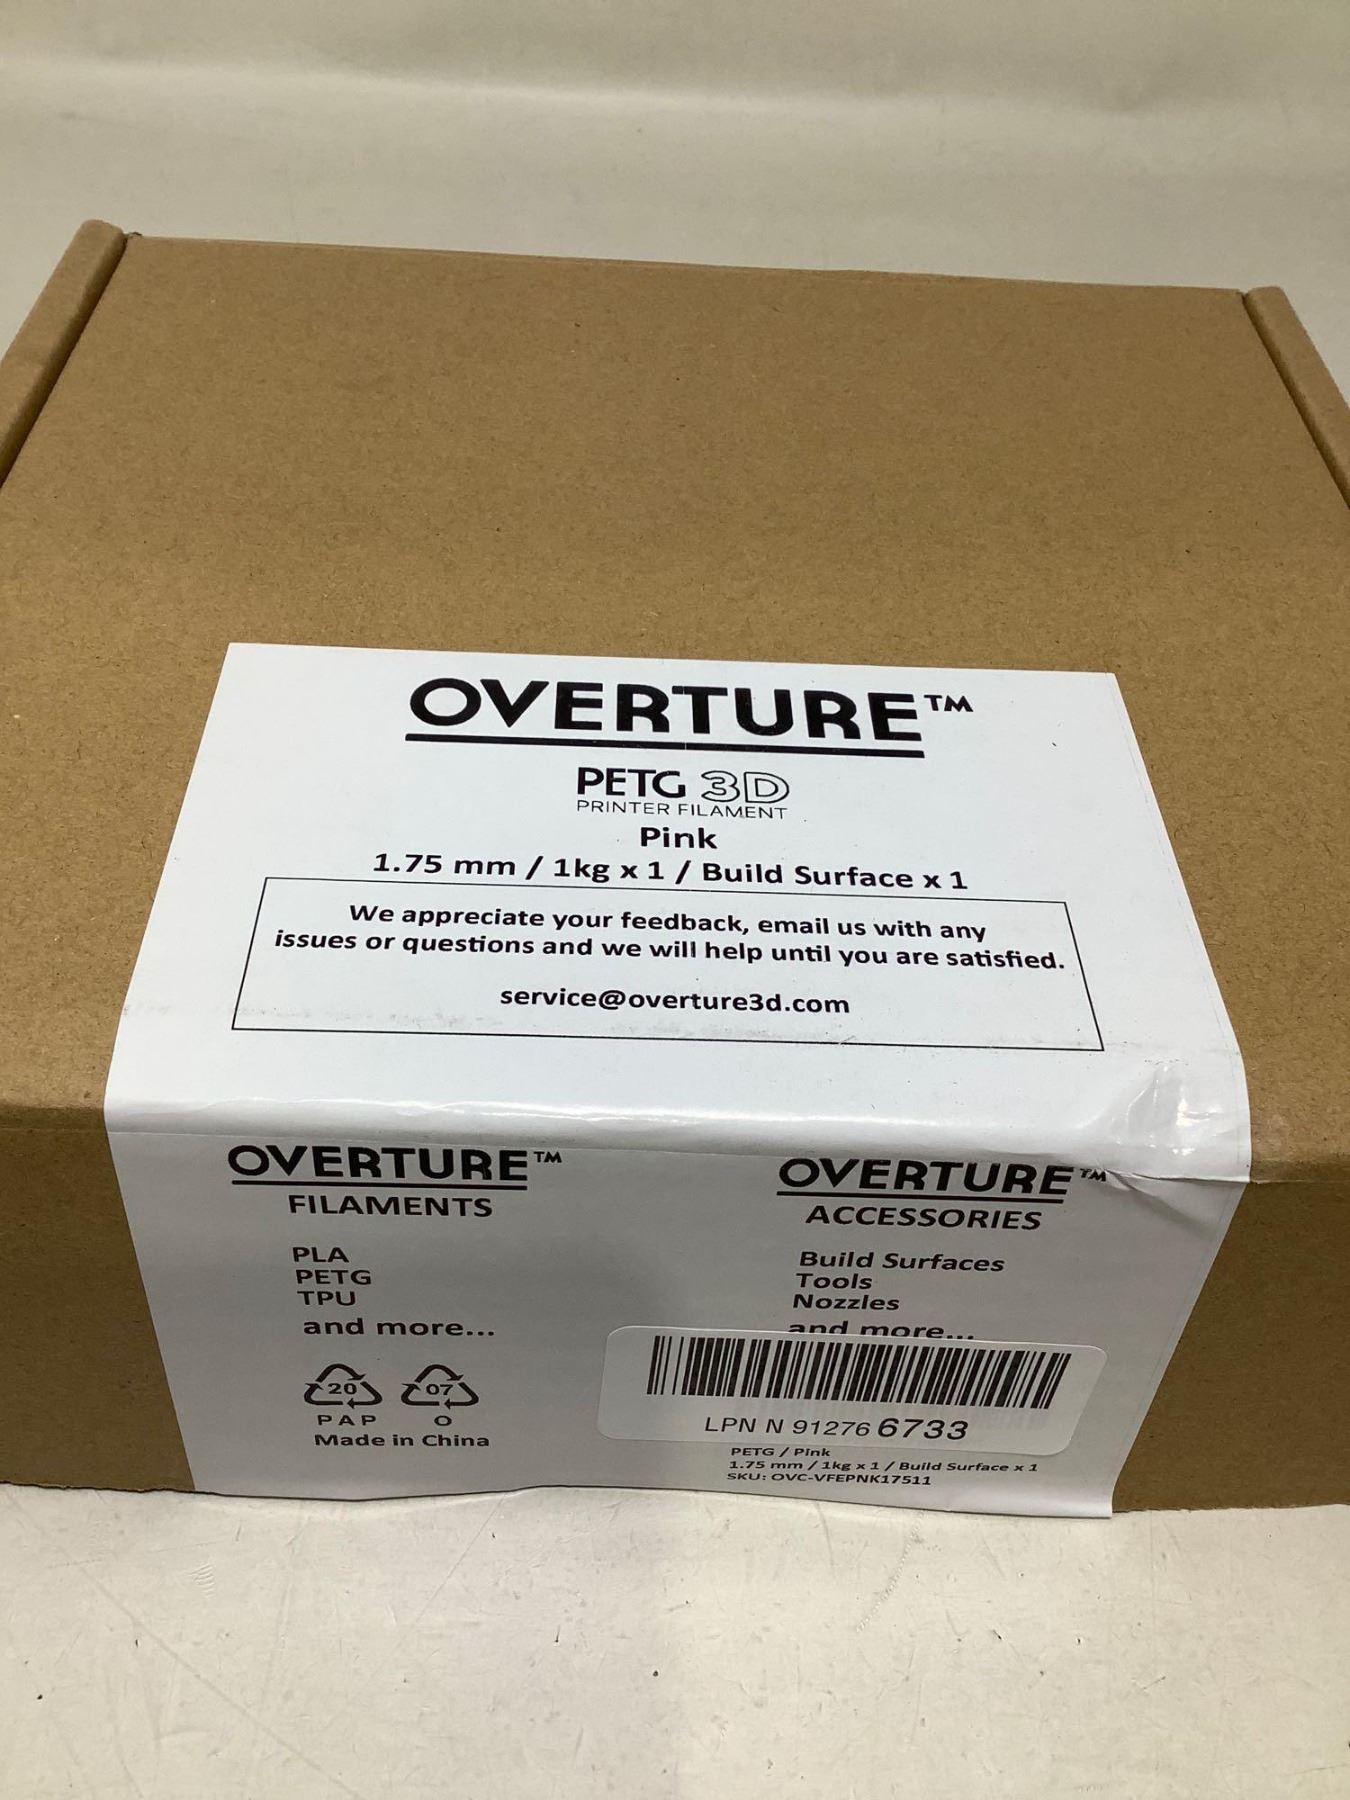 OVERTURE™
PETG 3D
PRINTER FILAMENT
Pink
1.75 mm / 1kg x 1 / Build Surface x 1
We appreciate your feedback, email us with any
issues or questions and we will help until you are satisfied.
service@overture3d.com
OVERTURE™
FILAMENTS
PLA
PETG
TPU
and more...
20
PAP
07
O
Made in China
OVERTURE™
ACCESSORIES
Build Surfaces
Tools
Nozzles
and more...
LPN N 91276 6733
PETG / Pink
1.75 mm / 1kg x 1 / Build Surface x 1
SKU: OVC-VFEPNK17511